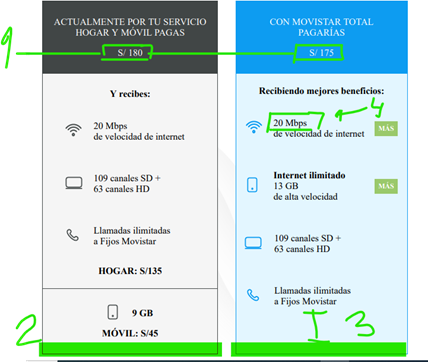 ACTUALMENTE POR TU SERVICIO
HOGAR Y MÓVIL PAGAS
S/ 180
Y recibes:
20 Mbps
de velocidad de internet
109 canales SD +
63 canales HD
Llamadas ilimitadas
a Fijos Movistar
HOGAR: S/135
9 GB
MÓVIL: S/45
CON MOVISTAR TOTAL
PAGARÍAS
S/ 175
Recibiendo mejores beneficios:
20 Mbps
de velocidad de internet
MÁS
Internet ilimitado
13 GB
de alta velocidad
MÁS
109 canales SD +
63 canales HD
Llamadas ilimitadas
a Fijos Movistar
1
2
I 3
4